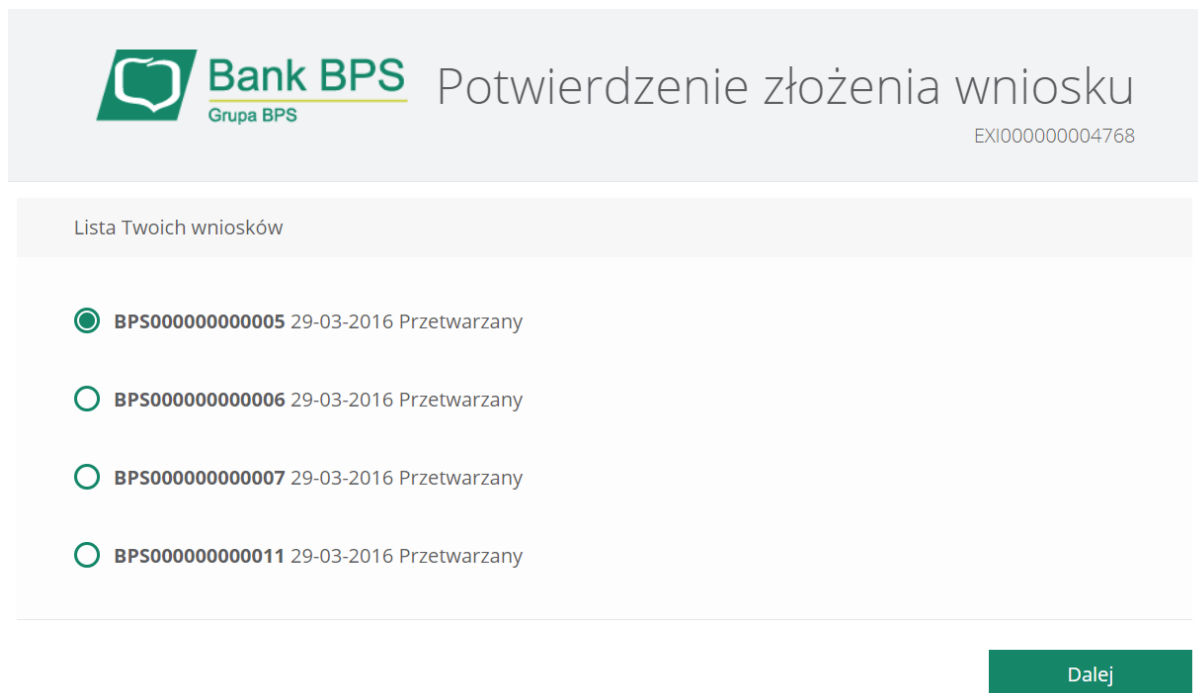 Bank BPS
Grupa BPS
Potwierdzenie złożenia wniosku
EXI000000004768
Lista Twoich wniosków
BPS000000000005 29-03-2016 Przetwarzany
BPS000000000006 29-03-2016 Przetwarzany
BPS000000000007 29-03-2016 Przetwarzany
BPS000000000011 29-03-2016 Przetwarzany
Dalej